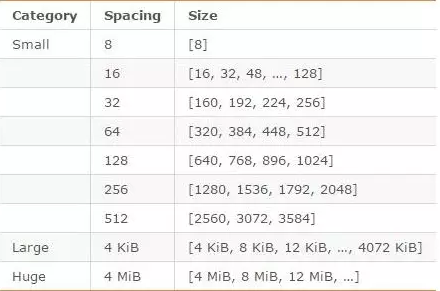 Category Spacing Size
Small 8 [8]
16 [16, 32, 48, ..., 128]
32 [160, 192, 224, 256]
64 [320, 384, 448, 512]
128 [640, 768, 896, 1024]
256 [1280, 1536, 1792, 2048]
512 [2560, 3072, 3584]
Large 4 KiB [4 KiB, 8 KiB, 12 KiB, ..., 4072 KiB]
Huge 4 MiB [4 MiB, 8 MiB, 12 MiB, ...]